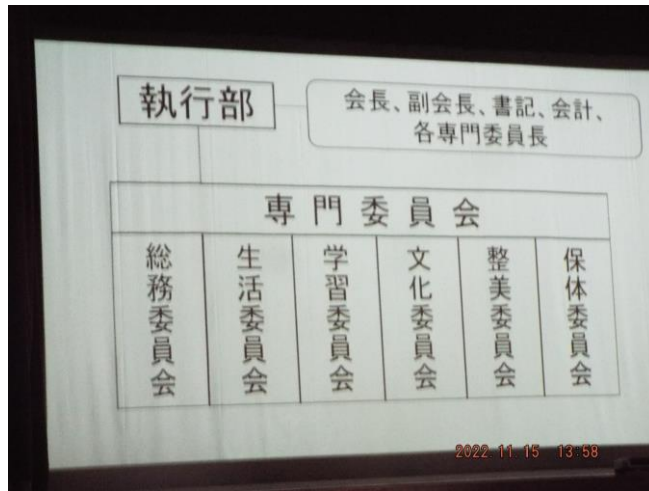 執行部
会長、副会長、書記、会計、
各専門委員長
専門委員会
総務委員会
生活委員会
学習委員会
文化委員会
整美委員会
保体委員会
2022.11.15 13:58